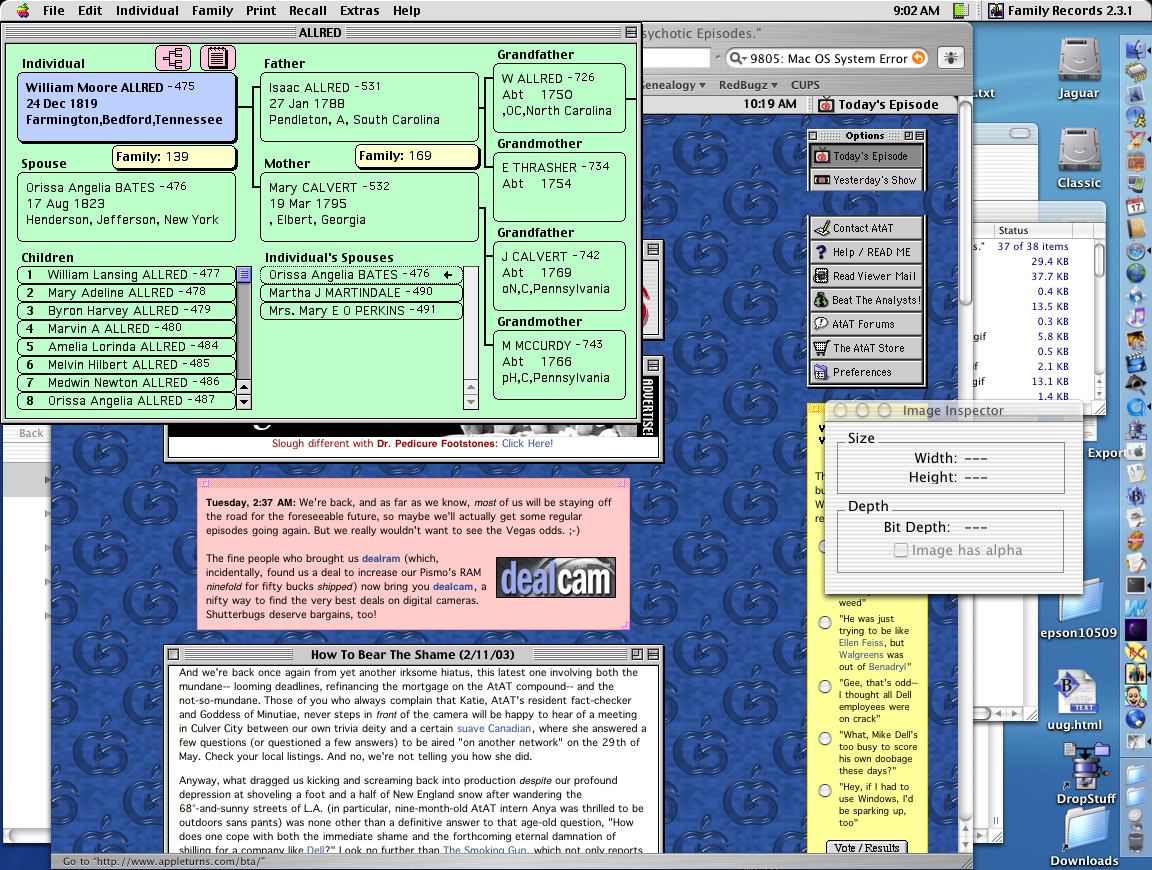 File Edit Individual Family Print Recall Extras Help
9:02 AM
Family Records 2.3.1
ALLRED
Individual
William Moore ALLRED -475
24 Dec 1819
Farmington,Bedford,Tennessee
Family: 139
Spouse
Orissa Angelia BATES -476
17 Aug 1823
Henderson, Jefferson, New York
Father
Isaac ALLRED -531
27 Jan 1788
Pendleton, A, South Carolina
Family: 169
Mother
Mary CALVERT -532
19 Mar 1795
, Elbert, Georgia
Grandfather
W ALLRED -726
Abt 1750
,OC,North Carolina
Grandmother
E THRASHER -734
Abt 1754
Grandfather
J CALVERT -742
Abt 1769
oN,C,Pennsylvania
Grandmother
M MCCURDY -743
Abt 1766
pH,C,Pennsylvania
Children
1 William Lansing ALLRED -477
2 Mary Adeline ALLRED -478
3 Byron Harvey ALLRED -479
4 Marvin A ALLRED -480
5 Amelia Lorinda ALLRED -484
6 Melvin Hilbert ALLRED -485
7 Medwin Newton ALLRED -486
8 Orissa Angelia ALLRED -487
Individual's Spouses
Orissa Angelia BATES -476
Martha J MARTINDALE -490
Mrs. Mary E O PERKINS -491
sychotic Episodes."
9805: Mac OS System Error
enealogy RedBugz CUPS
10:19 AM
Today's Episode
Options
Today's Episode
Yesterday's Show
Contact AtAT
Help / READ ME
Read Viewer Mail
Beat The Analysts!
AtAT Forums
The AtAT Store
Preferences
ADVERTISE!
Slough different with Dr. Pedicure Footstones: Click Here!
Tuesday, 2:37 AM: We're back, and as far as we know, most of us will be staying off
the road for the foreseeable future, so maybe we'll actually get some regular
episodes going again. But we really wouldn't want to see the Vegas odds. ;-)
The fine people who brought us dealram (which,
incidentally, found us a deal to increase our Pismo's RAM
ninefold for fifty bucks shipped) now bring you dealcam, a
nifty way to find the very best deals on digital cameras.
Shutterbugs deserve bargains, too!
dealcam
How To Bear The Shame (2/11/03)
And we're back once again from yet another irksome hiatus, this latest one involving both the
mundane-- looming deadlines, refinancing the mortgage on the AtAT compound-- and the
not-so-mundane. Those of you who always complain that Katie, AtAT's resident fact-checker
and Goddess of Minutiae, never steps in front of the camera will be happy to hear of a meeting
in Culver City between our own trivia deity and a certain suave Canadian, where she answered a
few questions (or questioned a few answers) to be aired "on another network" on the 29th of
May. Check your local listings. And no, we're not telling you how she did.
Anyway, what dragged us kicking and screaming back into production despite our profound
depression at shoveling a foot and a half of New England snow after wandering the
68°-and-sunny streets of L.A. (in particular, nine-month-old AtAT intern Anya was thrilled to be
outdoors sans pants) was none other than a definitive answer to that age-old question, "How
does one cope with both the immediate shame and the forthcoming eternal damnation of
shilling for a company like Dell?" Look no further than The Smoking Gun, which not only reports
Go to "http://www.appleturns.com/bta/"
Back
weed"
"He was just
trying to be like
Ellen Feiss, but
Walgreens was
out of Benadryl"
"Gee, that's odd--
I thought all Dell
employees were
on crack"
"What, Mike Dell's
too busy to score
his own doobage
these days?"
"Hey, if I had to
use Windows, I'd
be sparking up,
too"
Vote / Results
Image Inspector
Size
Width: ---
Height: ---
Depth
Bit Depth: ---
Image has alpha
Status
37 of 38 items
29.4 KB
37.7 KB
0.4 KB
13.5 KB
0.3 KB
gif 5.8 KB
0.5 KB
2.1 KB
gif 13.1 KB
1.4 KB
.txt
Jaguar
Classic
17
Expor
epson10509
TEXT
uug.html
DropStuff
Downloads